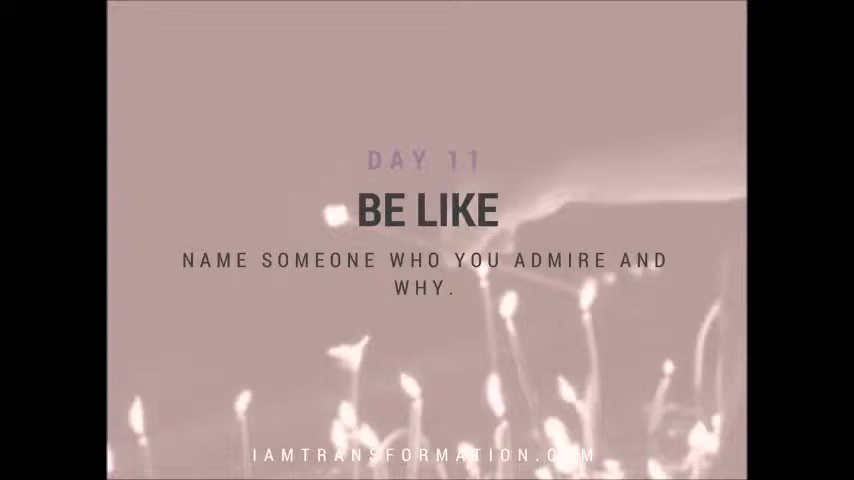 DAY 11
BE LIKE
NAME SOMEONE WHO YOU ADMIRE AND
WHY.
IAMTRANSFORMATION.COM